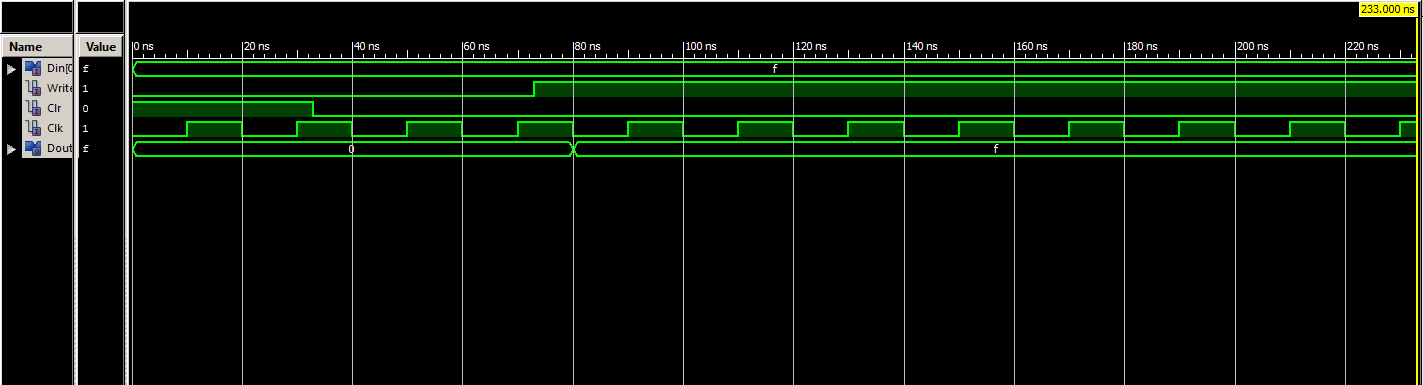 233.000 ns
Name Value 0 ns 20 ns 40 ns 60 ns 80 ns 100 ns 120 ns 140 ns 160 ns 180 ns 200 ns 220 ns
Din[0 f f
Write 1
Clr 0
Clk 1
Dout f 0 f